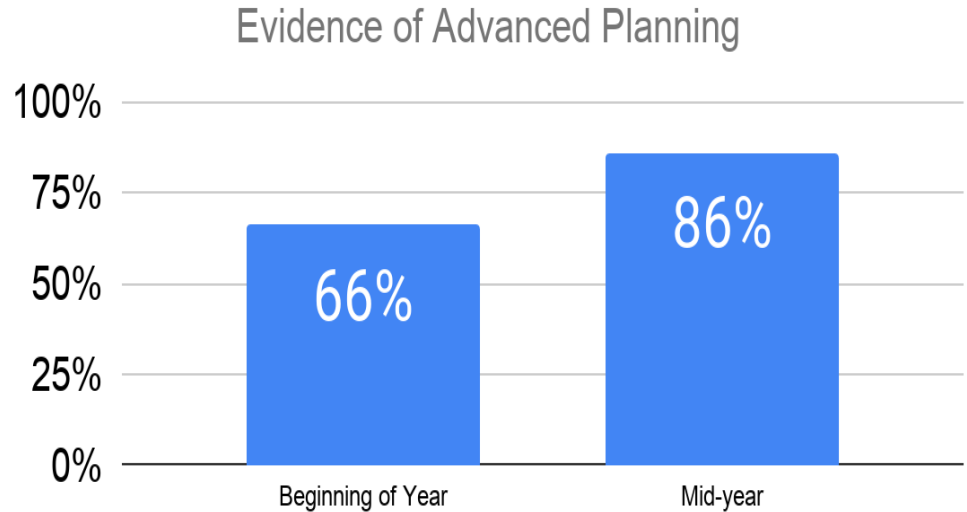 Evidence of Advanced Planning
100%
75%
50%
25%
0%
66%
86%
Beginning of Year
Mid-year